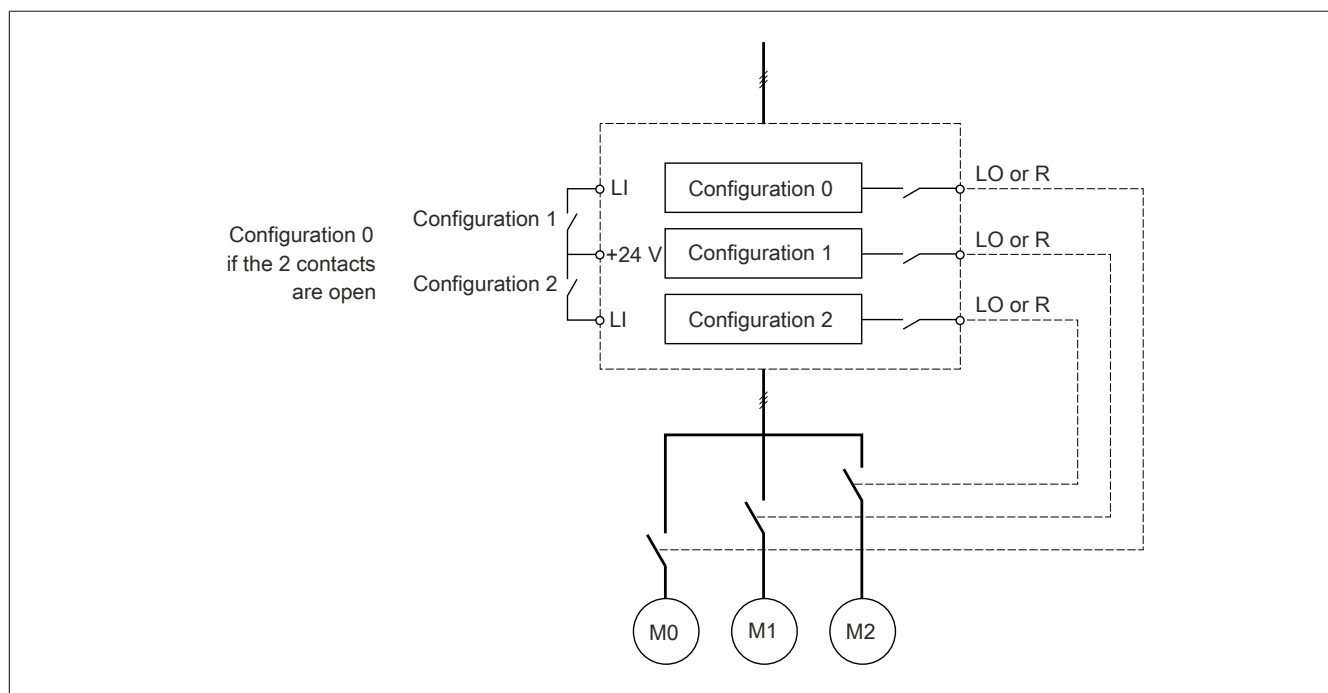 LO or R
LI
Configuration 0
Configuration 1
Configuration 0
if the 2 contacts
are open
LO or R
+24 V
Configuration 1
Configuration 2
LO or R
LI
Configuration 2
M0
M1
M2